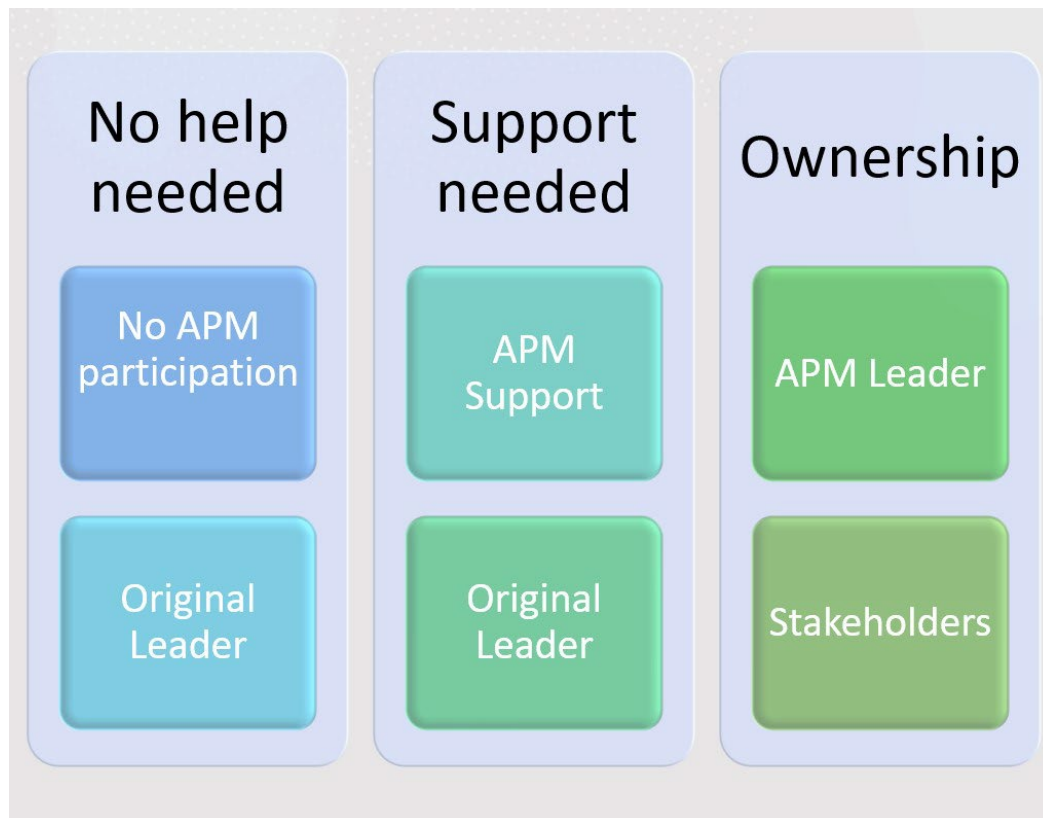 No help
needed
No APM
participation
Original
Leader
Support
needed
APM
Support
Original
Leader
Ownership
APM Leader
Stakeholders